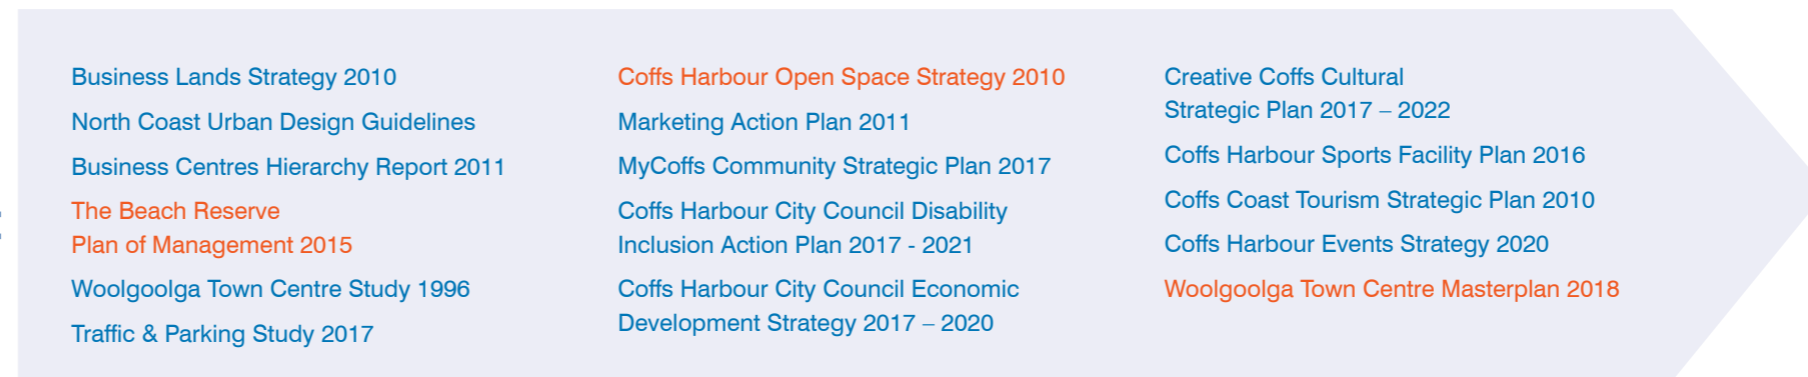 Business Lands Strategy 2010
North Coast Urban Design Guidelines
Business Centres Hierarchy Report 2011
The Beach Reserve
Plan of Management 2015
Woolgoolga Town Centre Study 1996
Traffic & Parking Study 2017
Coffs Harbour Open Space Strategy 2010
Marketing Action Plan 2011
MyCoffs Community Strategic Plan 2017
Coffs Harbour City Council Disability
Inclusion Action Plan 2017 - 2021
Coffs Harbour City Council Economic
Development Strategy 2017 – 2020
Creative Coffs Cultural
Strategic Plan 2017 – 2022
Coffs Harbour Sports Facility Plan 2016
Coffs Coast Tourism Strategic Plan 2010
Coffs Harbour Events Strategy 2020
Woolgoolga Town Centre Masterplan 2018